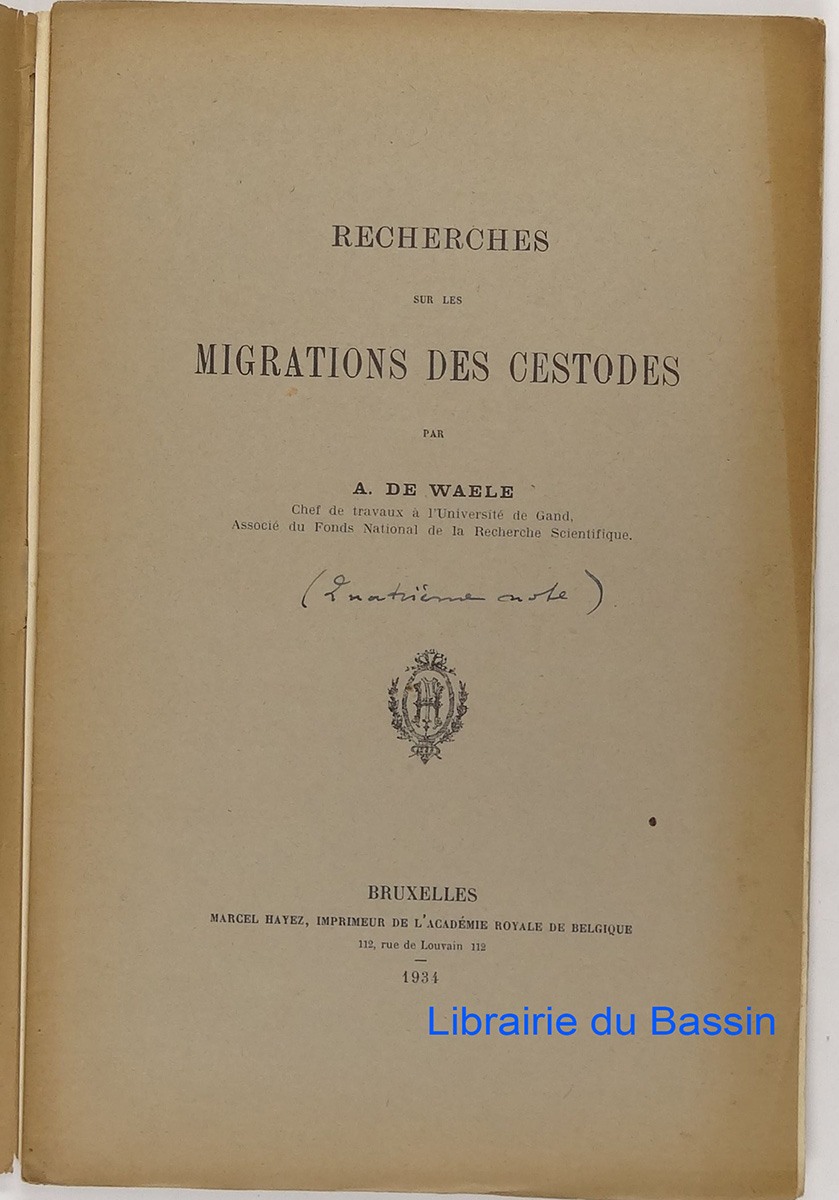 RECHERCHES
SUR LES
MIGRATIONS DES CESTODES
PAR
A. DE WAELE
Chef de travaux à l'Université de Gand,
Associé du Fonds National de la Recherche Scientifique.
(Quatrième note)
H
BRUXELLES
MARCEL HAYEZ, IMPRIMEUR DE L'ACADÉMIE ROYALE DE BELGIQUE
112, rue de Louvain 112
1934
Librairie du Bassin